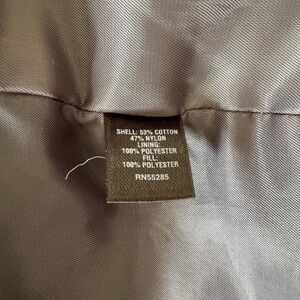 SHELL: 53% COTTON
47% NYLON
LINING:
100% POLYESTER
FILL:
100% POLYESTER
RN55285